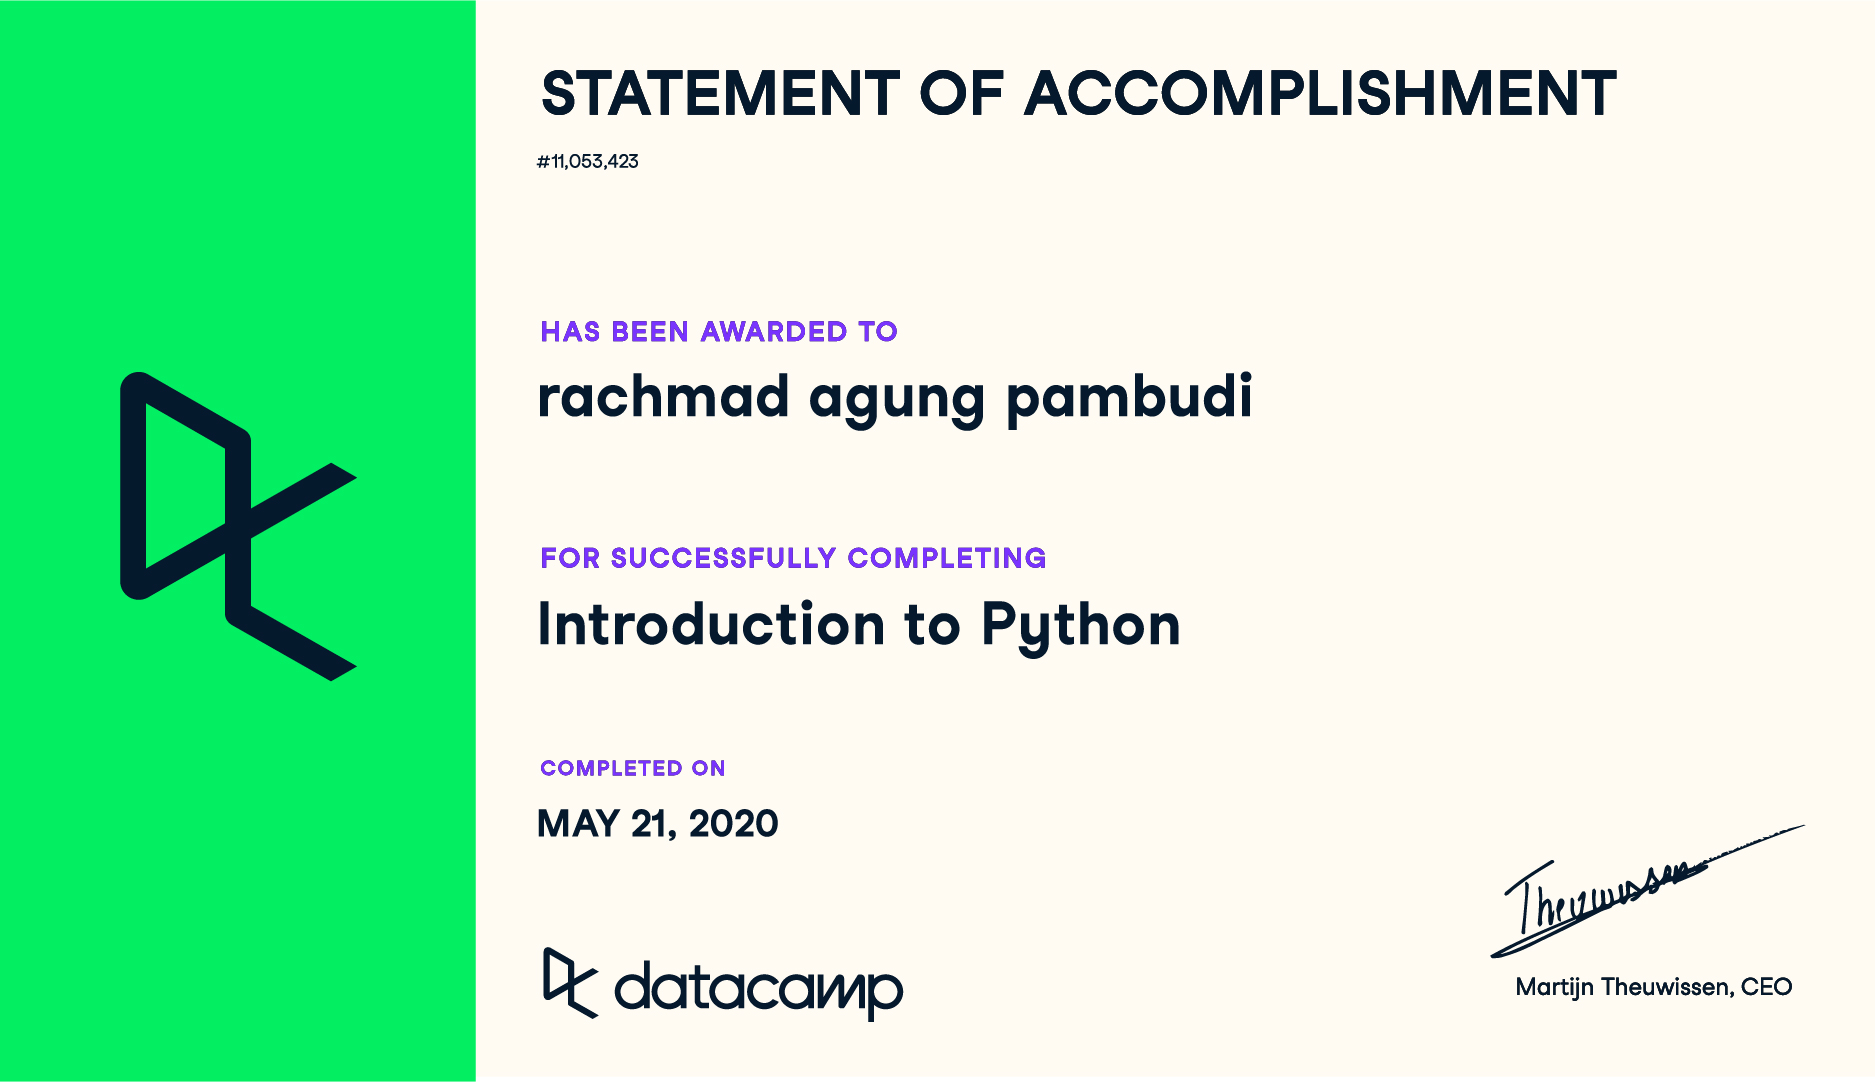 STATEMENT OF ACCOMPLISHMENT
#11,053,423
HAS BEEN AWARDED TO
rachmad agung pambudi
FOR SUCCESSFULLY COMPLETING
Introduction to Python
COMPLETED ON
MAY 21, 2020
Theuwissen
datacamp
Martijn Theuwissen, CEO